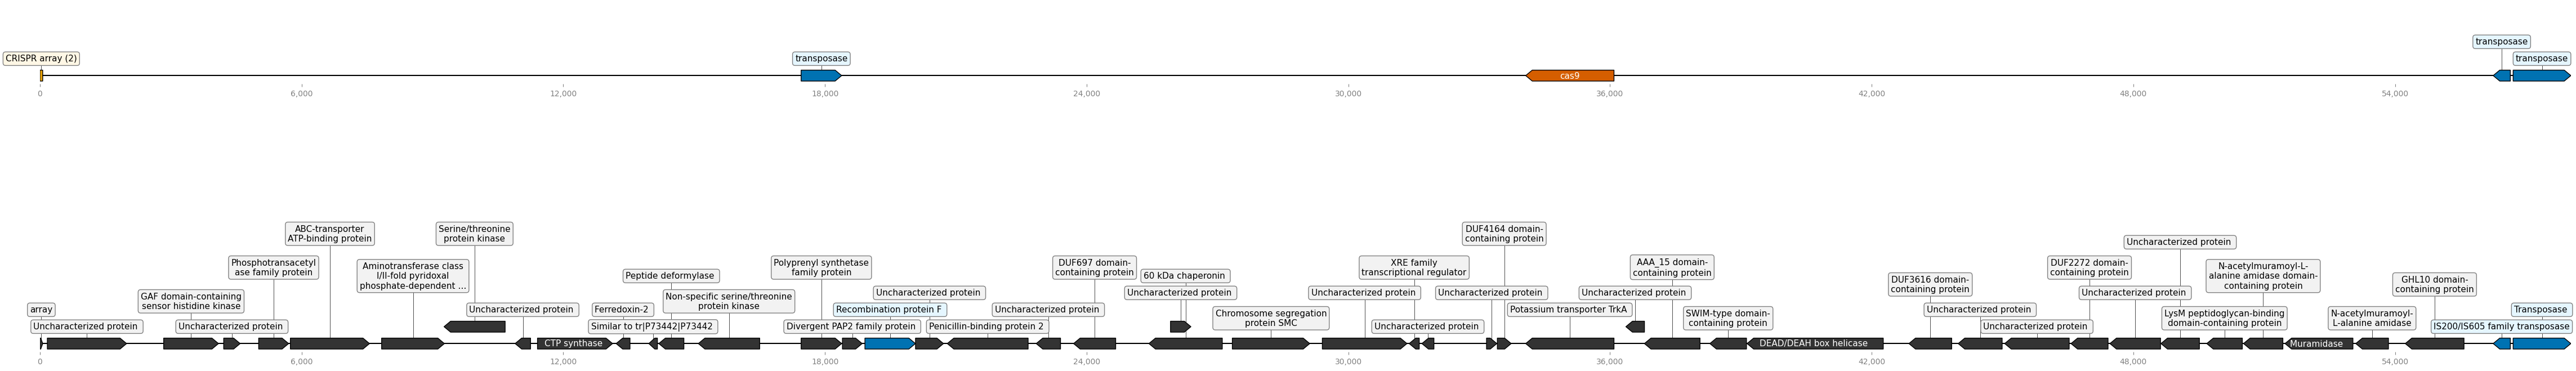 transposase
CRISPR array (2)
transposase
transposase
cas9
0
6,000
12,000
18,000
24,000
30,000
36,000
42,000
48,000
54,000
ABC-transporter
ATP-binding protein
Serine/threonine
protein kinase
DUF4164 domain-
containing protein
Uncharacterized protein
Phosphotransacetyl
ase family protein
Aminotransferase class
I/II-fold pyridoxal
phosphate-dependent ...
Peptide deformylase
Polyprenyl synthetase
family protein
DUF697 domain-
containing protein
60 kDa chaperonin
XRE family
transcriptional regulator
AAA_15 domain-
containing protein
DUF3616 domain-
containing protein
DUF2272 domain-
containing protein
N-acetylmuramoyl-L-
alanine amidase domain-
containing protein
GHL10 domain-
containing protein
GAF domain-containing
sensor histidine kinase
Non-specific serine/threonine
protein kinase
Uncharacterized protein
Uncharacterized protein
Uncharacterized protein
Uncharacterized protein
Uncharacterized protein
Uncharacterized protein
array
Uncharacterized protein
Ferredoxin-2
Recombination protein F
Uncharacterized protein
Chromosome segregation
protein SMC
Potassium transporter TrkA
SWIM-type domain-
containing protein
Uncharacterized protein
LysM peptidoglycan-binding
domain-containing protein
N-acetylmuramoyl-
L-alanine amidase
Transposase
Uncharacterized protein
Uncharacterized protein
Similar to tr|P73442|P73442
Divergent PAP2 family protein
Penicillin-binding protein 2
Uncharacterized protein
Uncharacterized protein
IS200/IS605 family transposase
CTP synthase
DEAD/DEAH box helicase
Muramidase
0
6,000
12,000
18,000
24,000
30,000
36,000
42,000
48,000
54,000